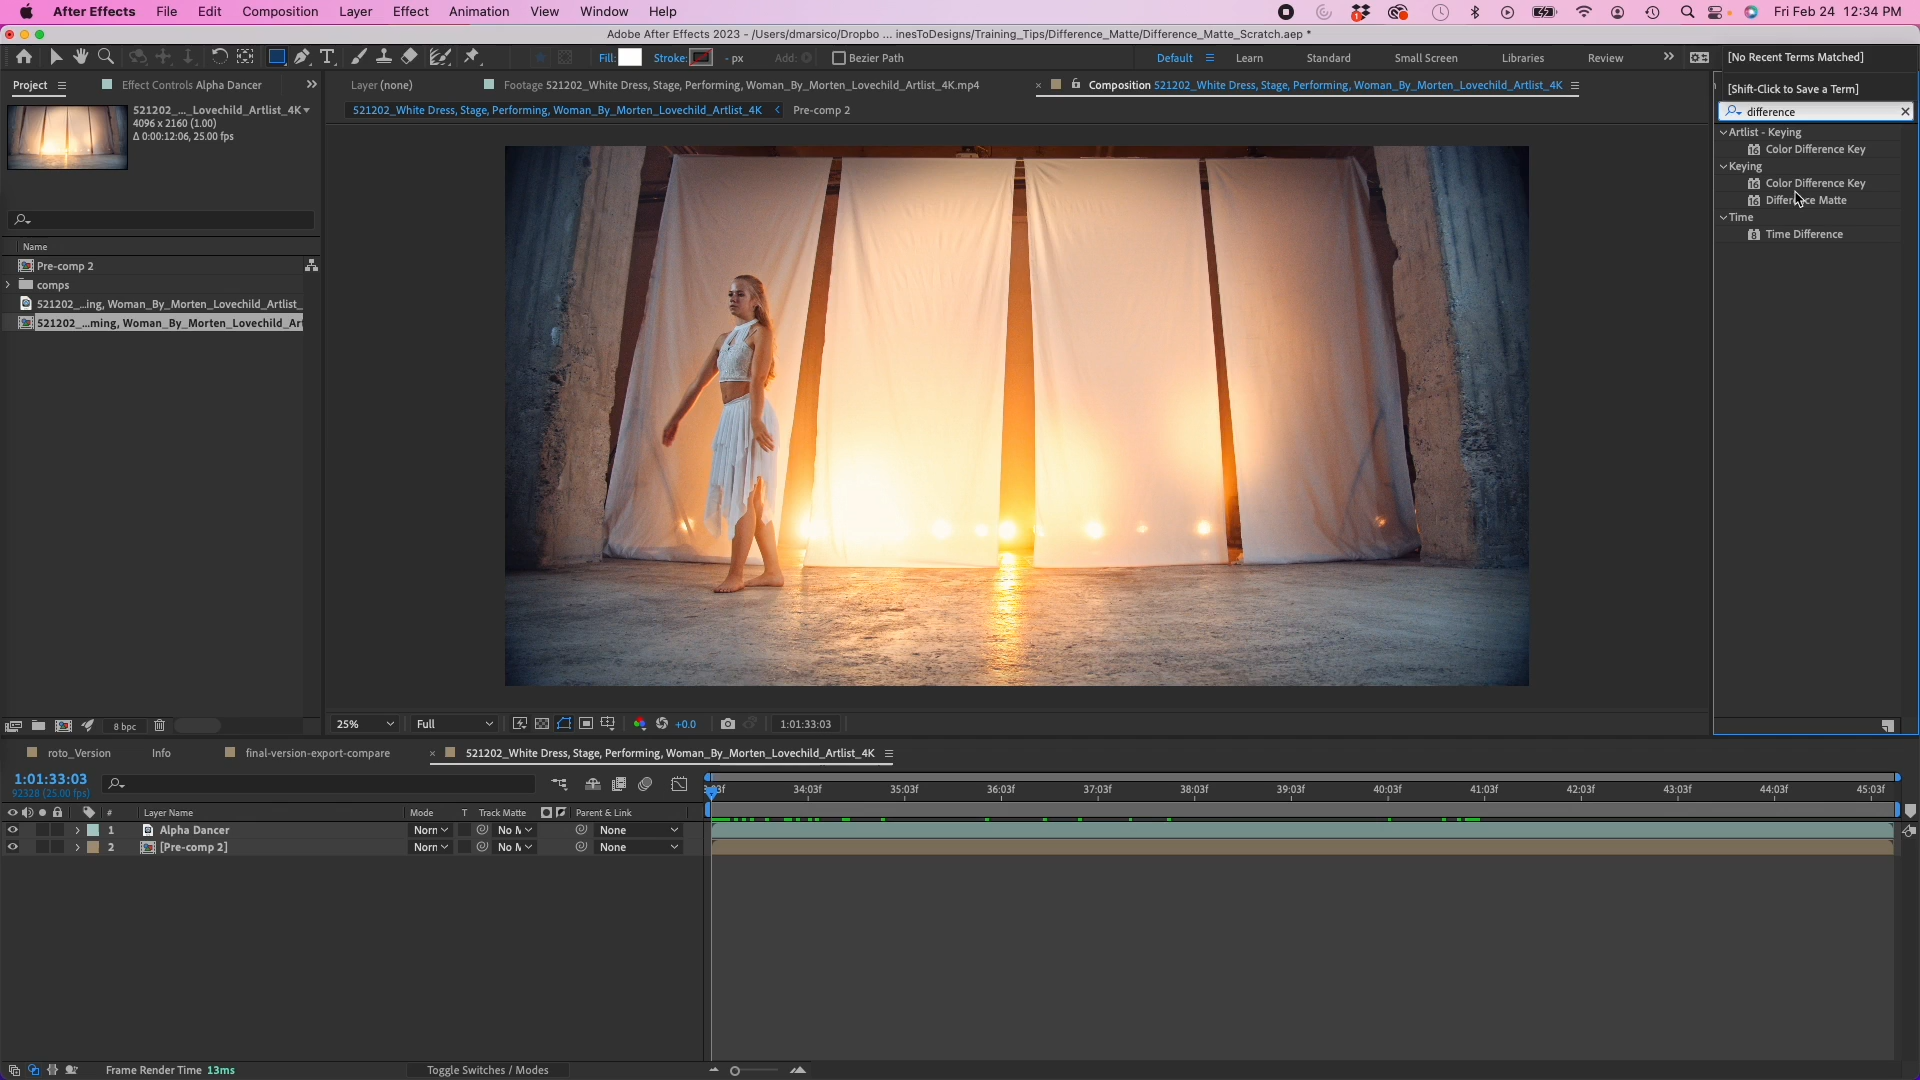 After Effects File Edit Composition Layer Effect Animation View Window Help Fri Feb 24 12:34 PM
Adobe After Effects 2023 - /Users/dmarsico/Dropbo ... inesToDesigns/Training_Tips/Difference_Matte/Difference_Matte_Scratch.aep *
Fill: Stroke: - px Add: Bezier Path Default Learn Standard Small Screen Libraries Review
[No Recent Terms Matched]
[Shift-Click to Save a Term]
difference
Artlist - Keying
Color Difference Key
Keying
Color Difference Key
Difference Matte
Time
Time Difference
Project Effect Controls Alpha Dancer
521202_..._Lovechild_Artlist_4K
4096 x 2160 (1.00)
Δ 0:00:12:06, 25.00 fps
Name
Pre-comp 2
comps
521202_...ing, Woman_By_Morten_Lovechild_Artlist_
521202_...ming, Woman_By_Morten_Lovechild_Art
8 bpc
Layer (none) Footage 521202_White Dress, Stage, Performing, Woman_By_Morten_Lovechild_Artlist_4K.mp4 Composition 521202_White Dress, Stage, Performing, Woman_By_Morten_Lovechild_Artlist_4K
521202_White Dress, Stage, Performing, Woman_By_Morten_Lovechild_Artlist_4K Pre-comp 2
25% Full +0.0 1:01:33:03
roto_Version Info final-version-export-compare 521202_White Dress, Stage, Performing, Woman_By_Morten_Lovechild_Artlist_4K
1:01:33:03
92328 (25.00 fps)
34:03f 35:03f 36:03f 37:03f 38:03f 39:03f 40:03f 41:03f 42:03f 43:03f 44:03f 45:03f
# Layer Name Mode T Track Matte Parent & Link
1 Alpha Dancer Norn No M None
2 [Pre-comp 2] Norn No M None
Frame Render Time 13ms Toggle Switches / Modes